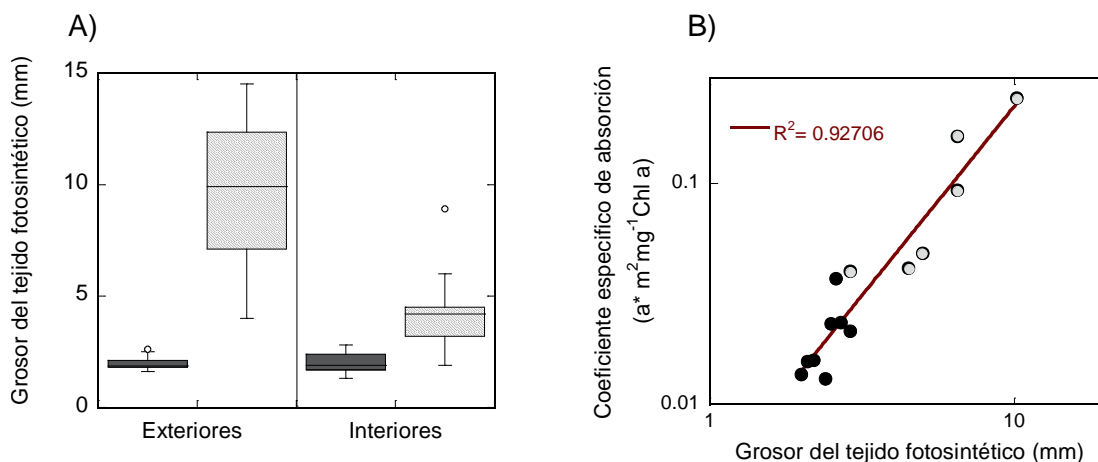 A)
Grosor del tejido fotosintético (mm)
15
10
5
0
Exteriores
Interiores
B)
Coeficiente especifico de absorción
(a* m²mg⁻¹Chl a)
0.1
0.01
R²= 0.92706
1
10
Grosor del tejido fotosintético (mm)